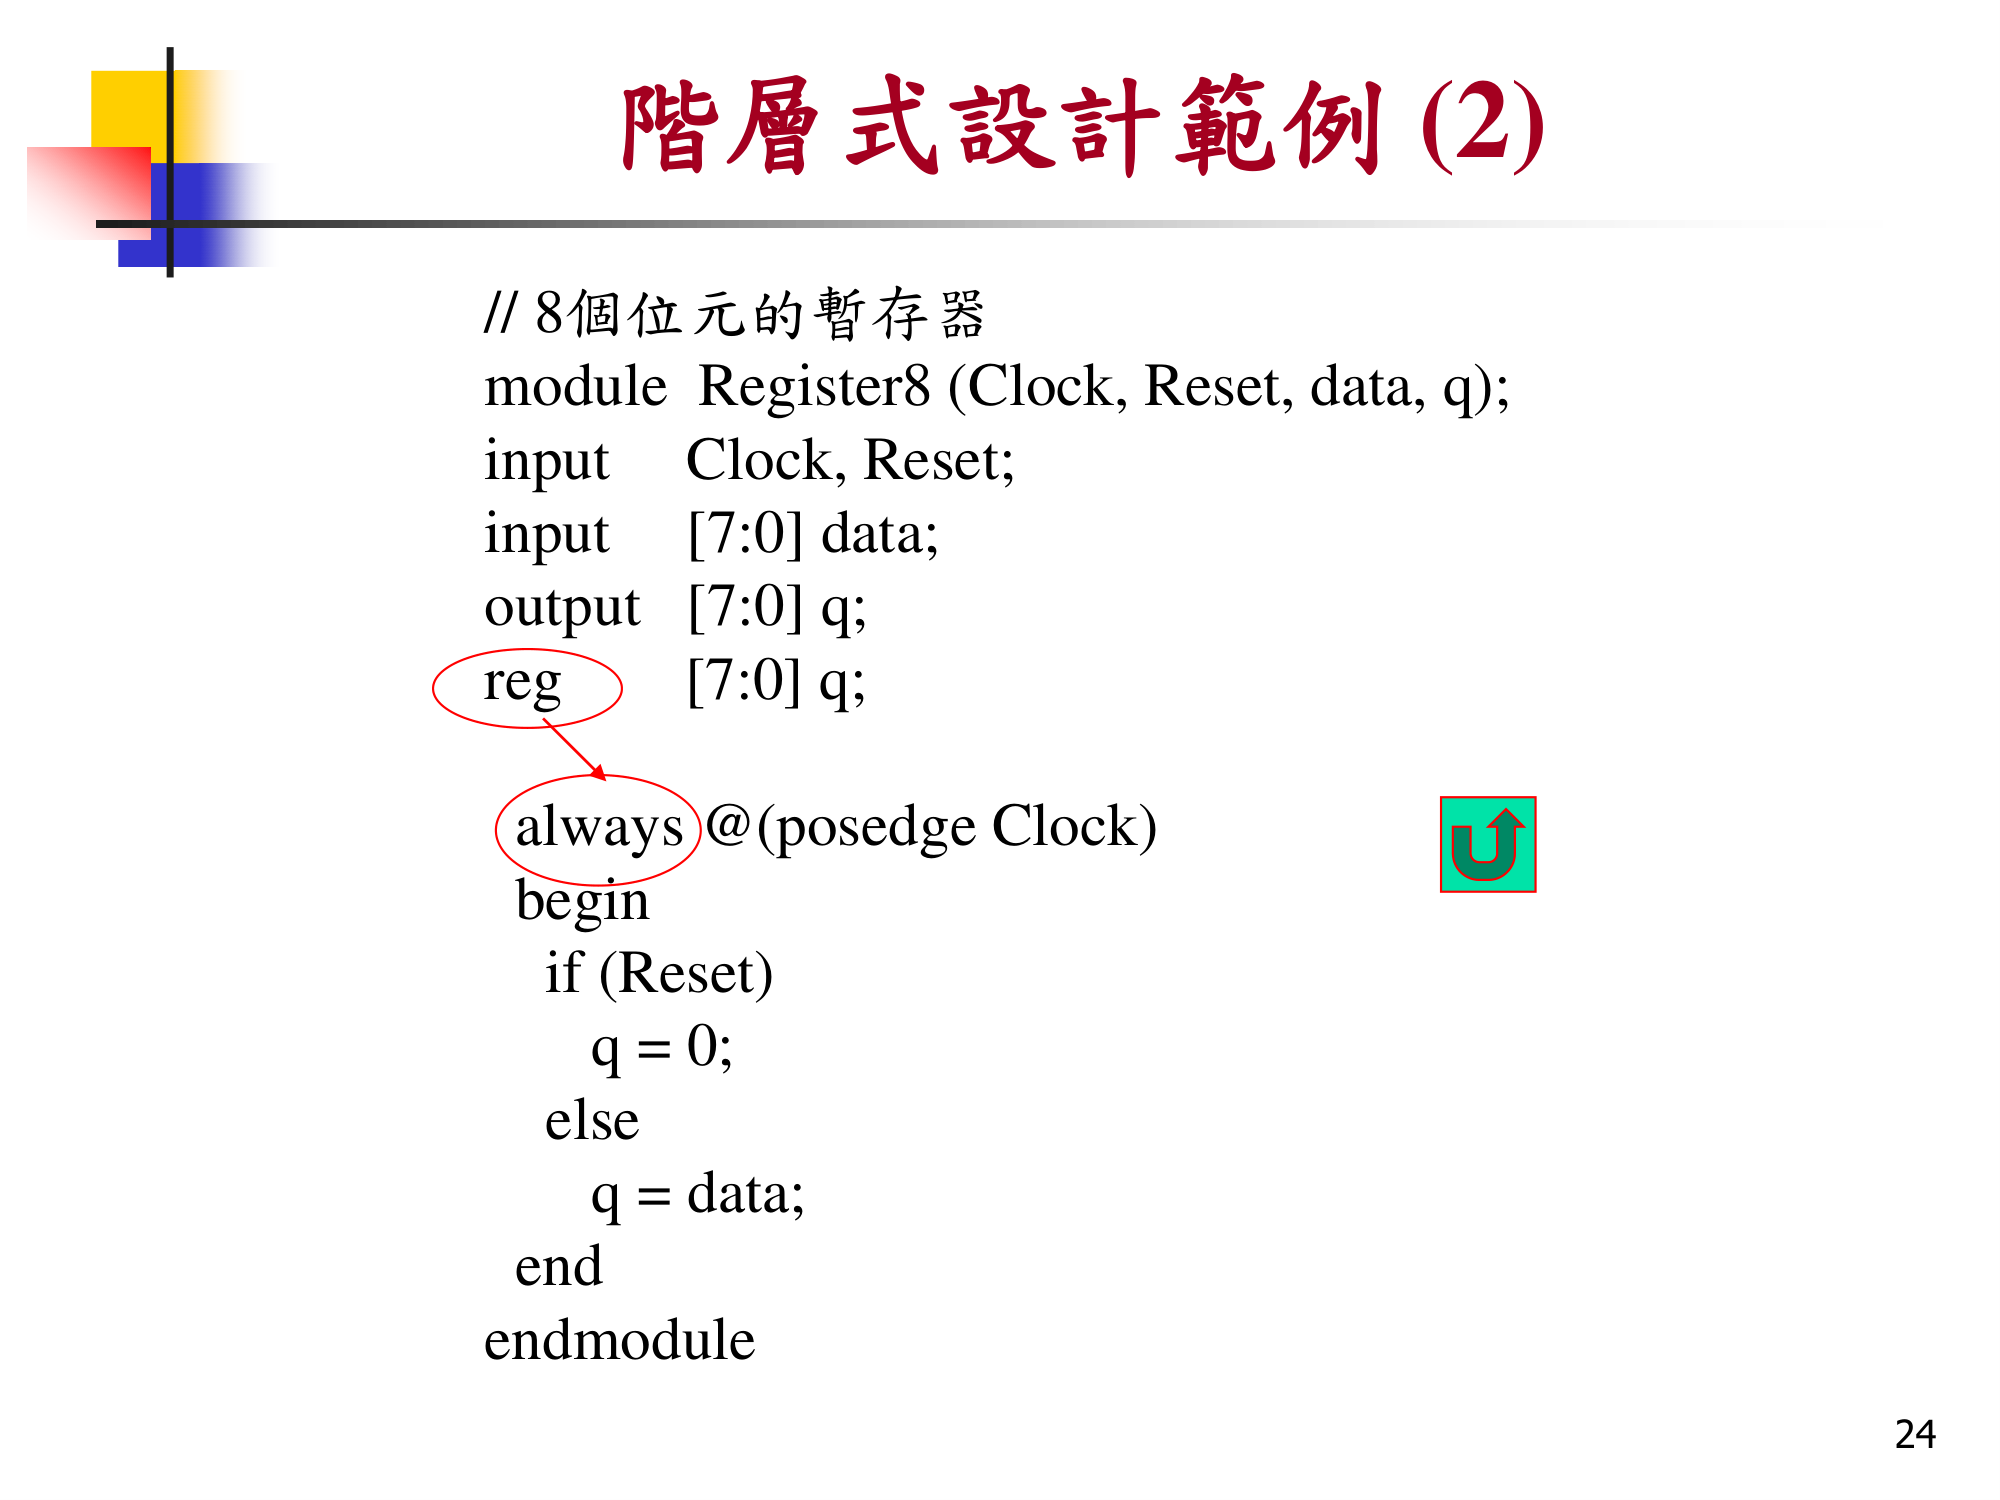 階層式設計範例 (2)
// 8個位元的暫存器
module  Register8 (Clock, Reset, data, q);
input     Clock, Reset;
input     [7:0] data;
output   [7:0] q;
reg        [7:0] q;
always @(posedge Clock)
begin
if (Reset)
q = 0;
else
q = data;
end
endmodule
24